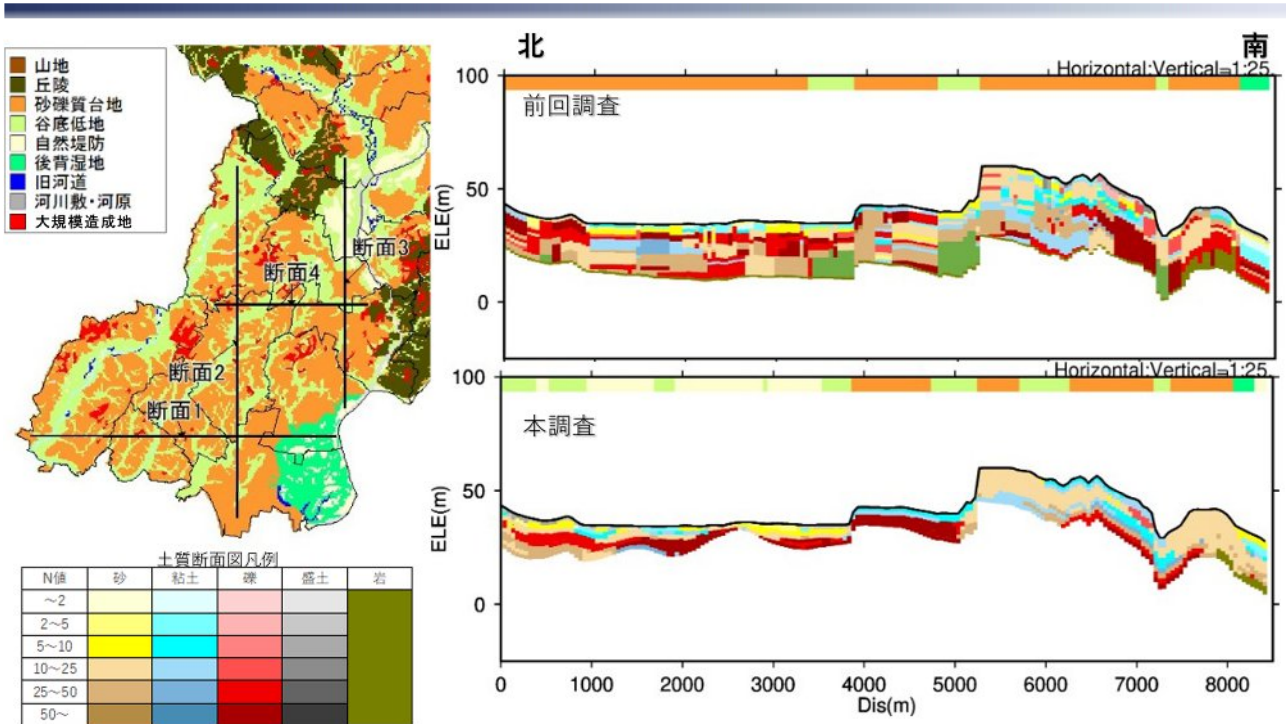 山地
丘陵
砂礫質台地
谷底低地
自然堤防
後背湿地
旧河道
河川敷・河原
大規模造成地
断面3
断面4
断面2
断面1
土質断面図凡例
N値 砂 粘土 礫 盛土 岩
～2
2～5
5～10
10～25
25～50
50～
北 南
Horizontal:Vertical=1:25
前回調査
ELE(m)
100
50
0
Horizontal:Vertical=1:25
本調査
ELE(m)
100
50
0
0 1000 2000 3000 4000 5000 6000 7000 8000
Dis(m)